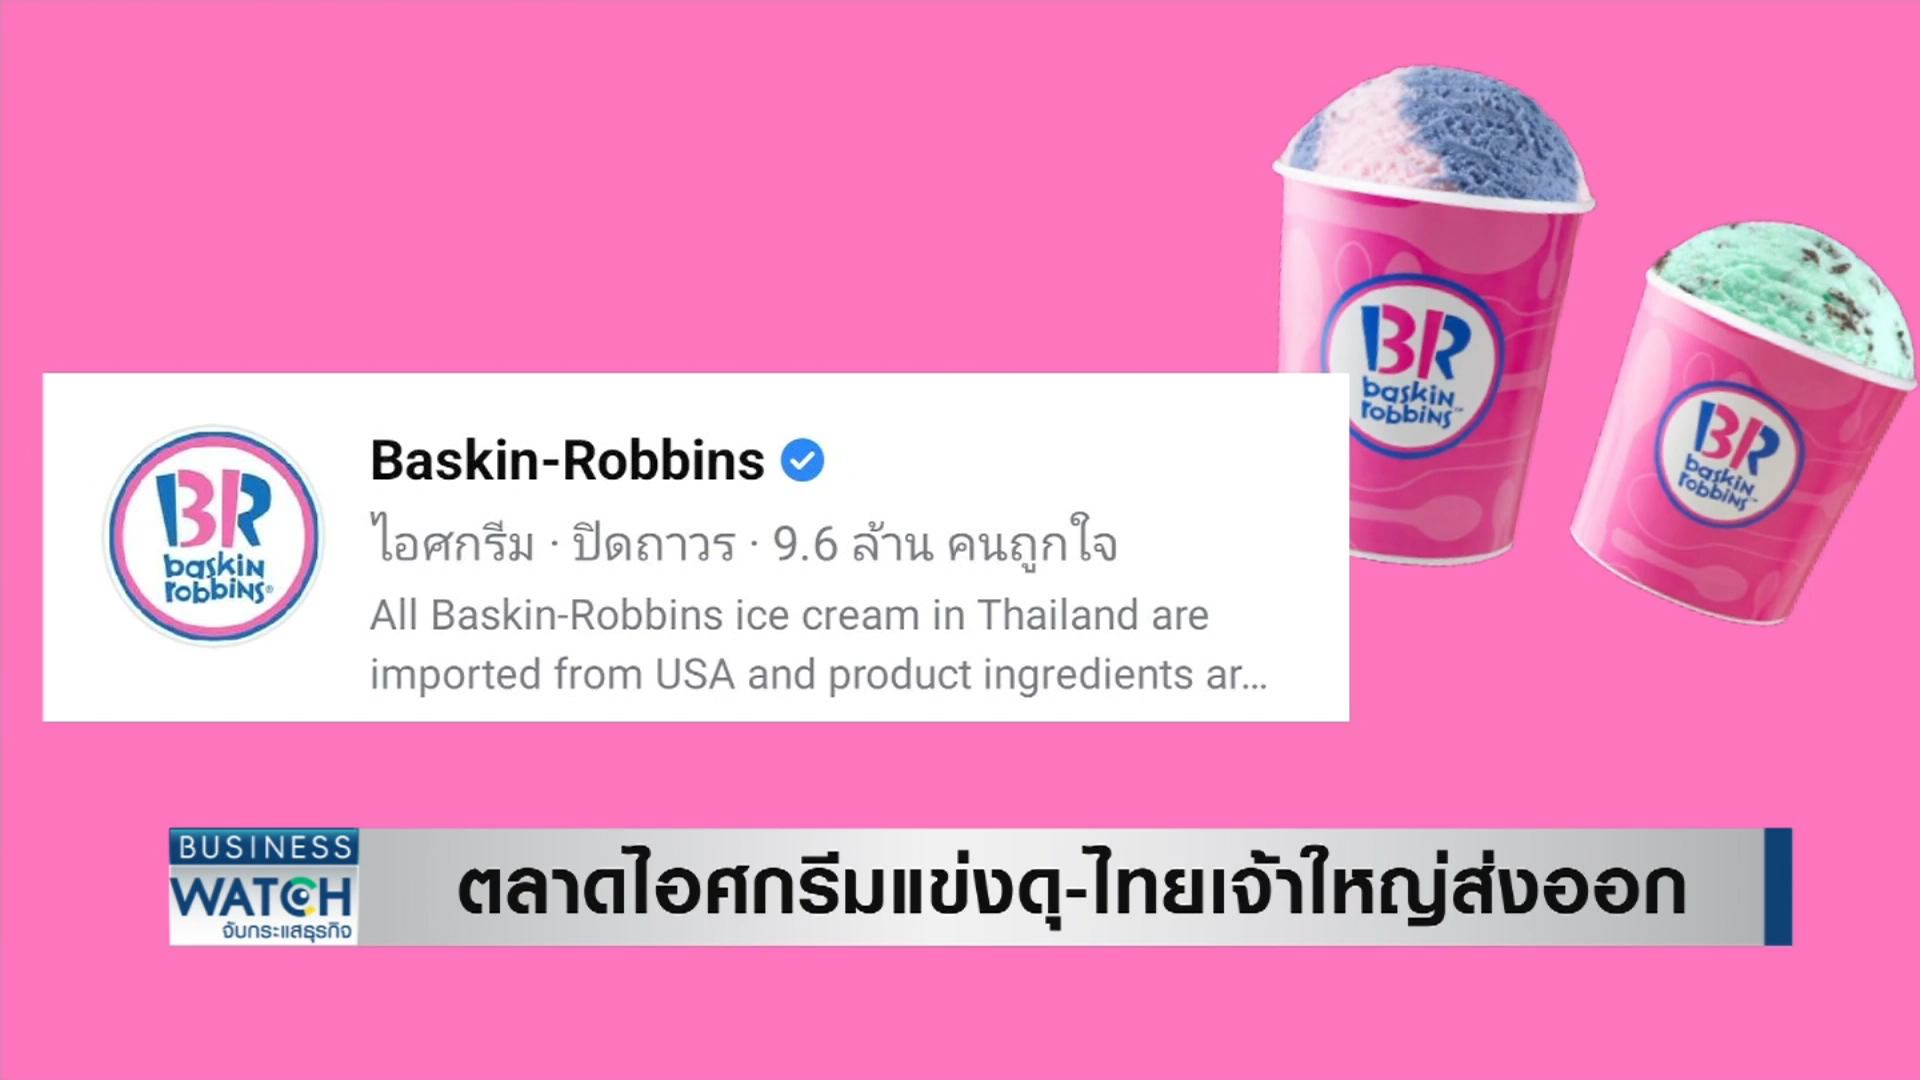 BR
baskin
robbins™
BR
baskin
robbins™
BR
baskin
robbins®
Baskin-Robbins
ไอศกรีม · ปิดถาวร · 9.6 ล้าน คนถูกใจ
All Baskin-Robbins ice cream in Thailand are
imported from USA and product ingredients ar...
BUSINESS
WATCH
จับกระแสธุรกิจ
ตลาดไอศกรีมแข่งดุ-ไทยเจ้าใหญ่ส่งออก